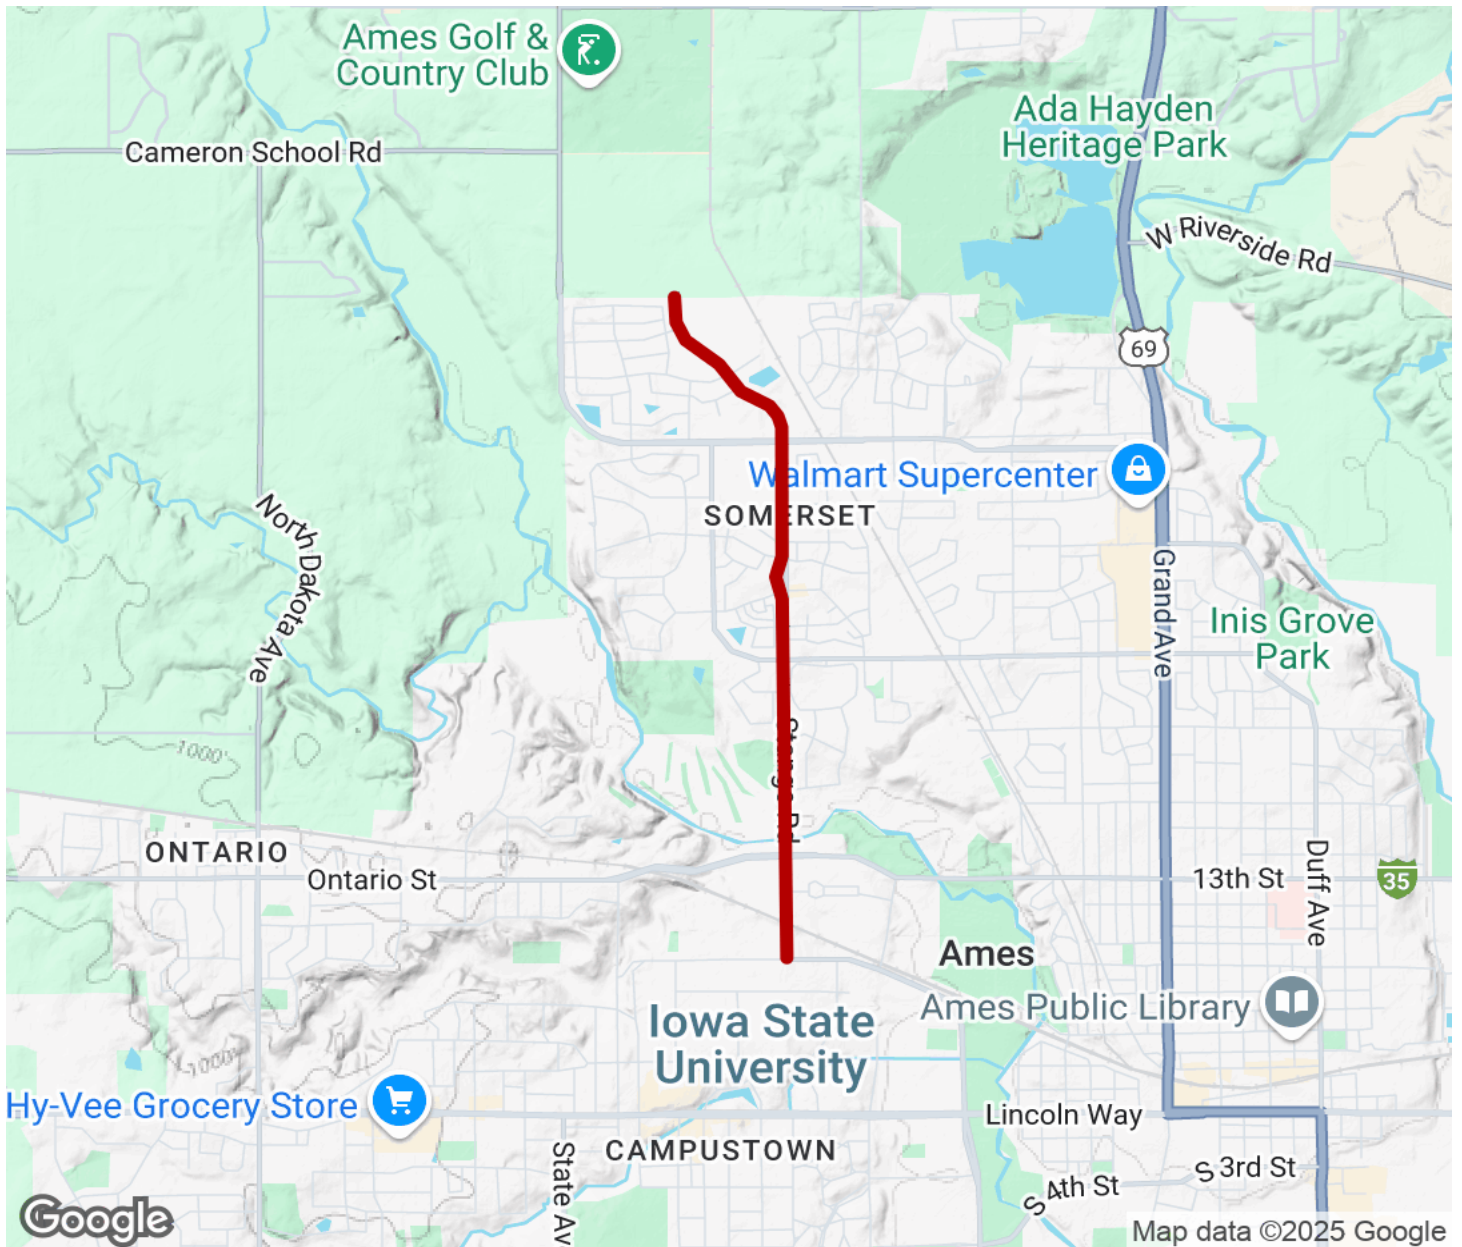 Ames Golf &
Country Club
Ada Hayden
Heritage Park
Cameron School Rd
W Riverside Rd
69
Walmart Supercenter
SOMERSET
North Dakota Ave
Grand Ave
Inis Grove
Park
Stange Rd
1000'
ONTARIO
Ontario St
13th St
35
Duff Ave
Ames
Ames Public Library
Iowa State
University
1000'
Hy-Vee Grocery Store
Lincoln Way
CAMPUSTOWN
State Av
S 3rd St
S 4th St
Google
Map data ©2025 Google